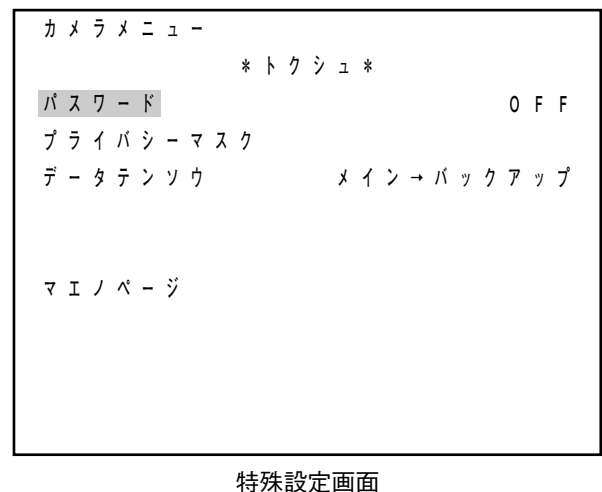 カメラメニュー
*トクシュ*
パスワード OFF
プライバシーマスク
データテンソウ メイン→バックアップ
マエノページ
特殊設定画面